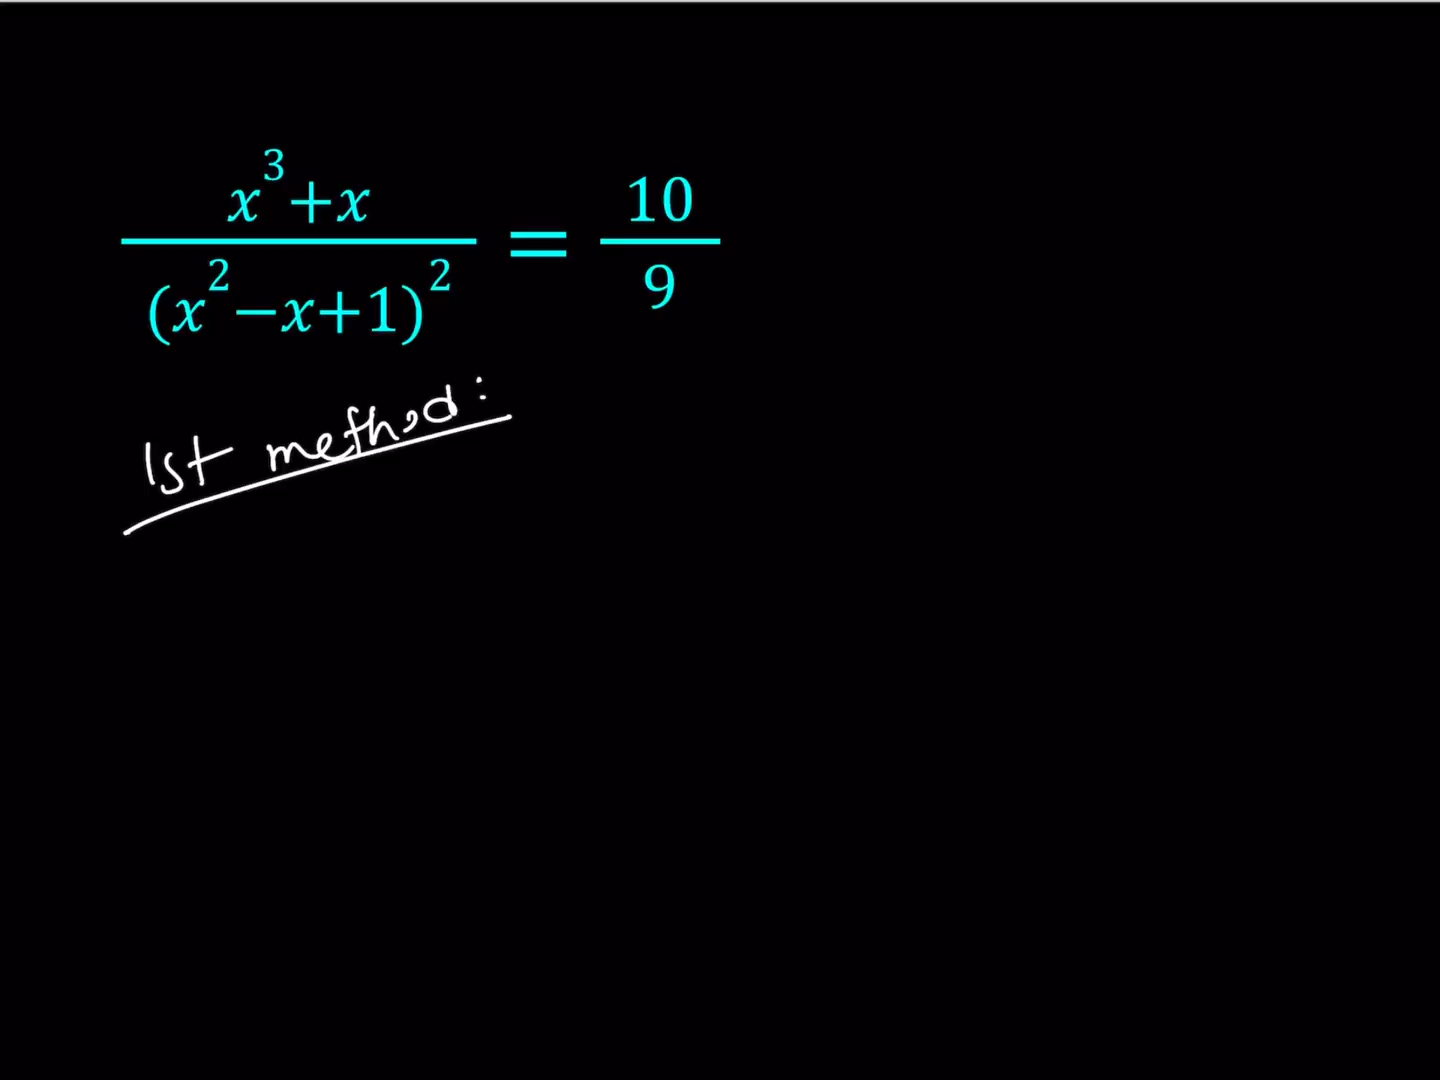 x³+x / (x²−x+1)² = 10/9
1st method: